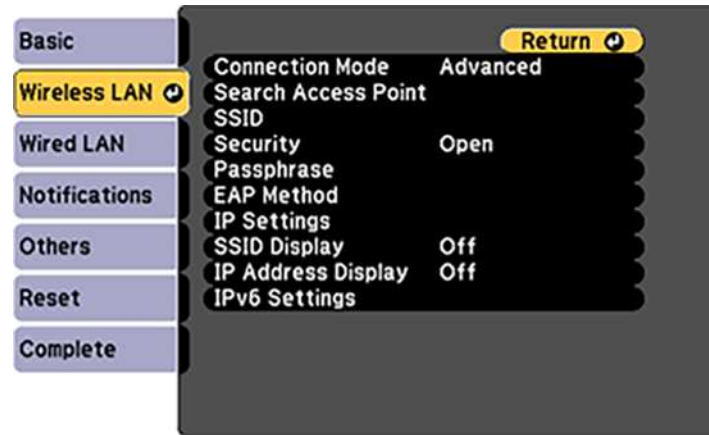 Basic
Wireless LAN
Wired LAN
Notifications
Others
Reset
Complete
Return
Connection Mode Advanced
Search Access Point
SSID
Security Open
Passphrase
EAP Method
IP Settings
SSID Display Off
IP Address Display Off
IPv6 Settings